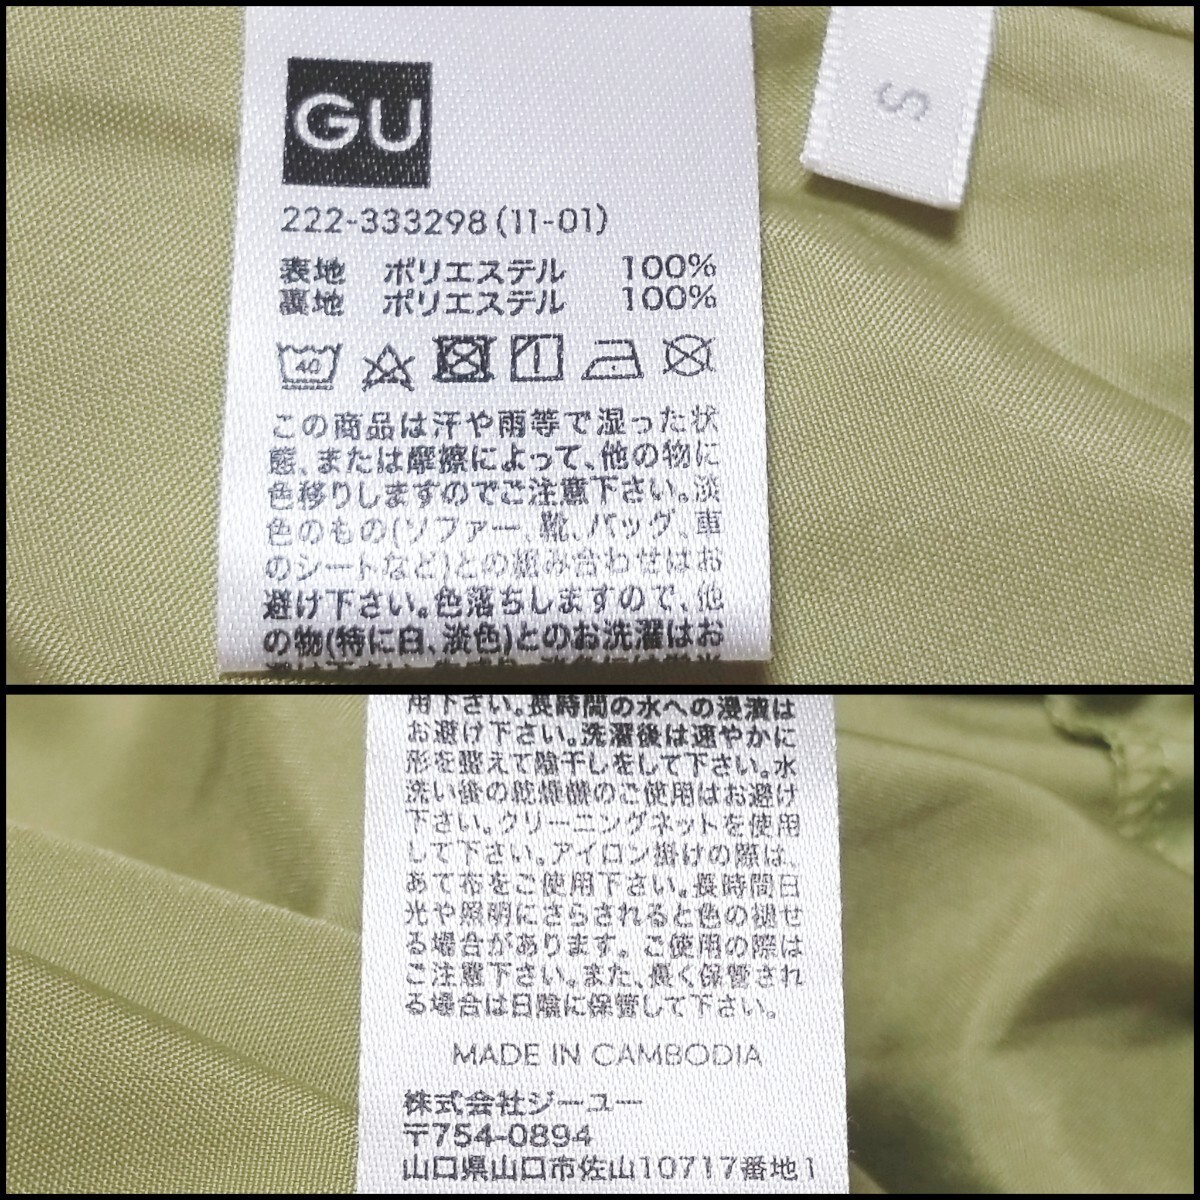 GU
S
222-333298(11-01)
表地 ポリエステル 100%
裏地 ポリエステル 100%
40
この商品は汗や雨等で湿った状
態、または摩擦によって、他の物に
色移りしますのでご注意下さい。淡
色のもの(ソファー、靴、バッグ、車
のシートなど)との組み合わせはお
避け下さい。色落ちしますので、他
の物(特に白、淡色)とのお洗濯はお
用下さい。長時間の水への浸漬は
お避け下さい。洗濯後は速やかに
形を整えて陰干しをして下さい。水
洗い後の乾燥機のご使用はお避け
下さい。クリーニングネットを使用
して下さい。アイロン掛けの際は、
あて布をご使用下さい。長時間日
光や照明にさらされると色の褪せ
る場合があります。ご使用の際は
ご注意下さい。また、長く保管され
る場合は日陰に保管して下さい。
MADE IN CAMBODIA
株式会社ジーユー
〒754-0894
山口県山口市佐山10717番地1